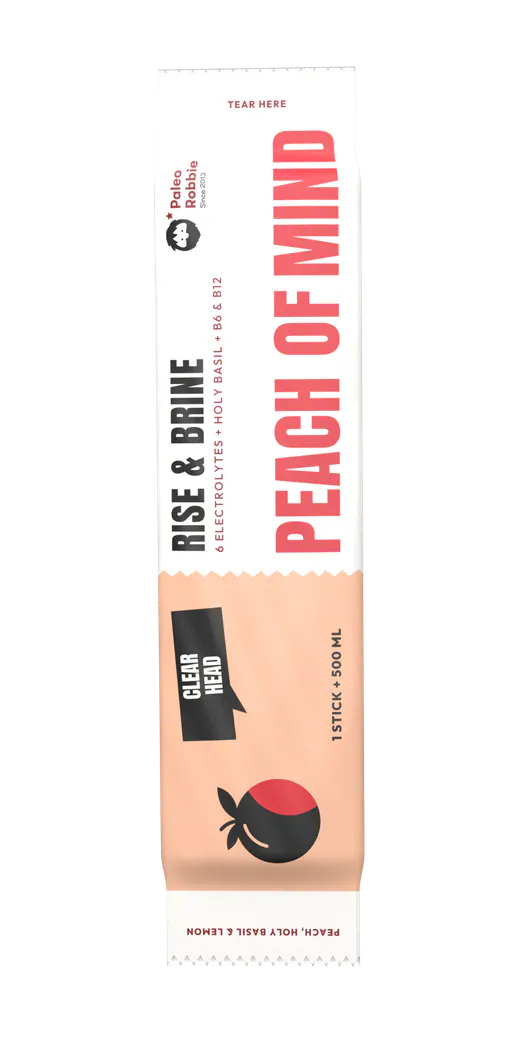 TEAR HERE
Paleo
Robbie
Since 2013
RISE & BRINE
6 ELECTROLYTES + HOLY BASIL + B6 & B12
PEACH OF MIND
CLEAR
HEAD
1 STICK + 500 ML
PEACH, HOLY BASIL & LEMON